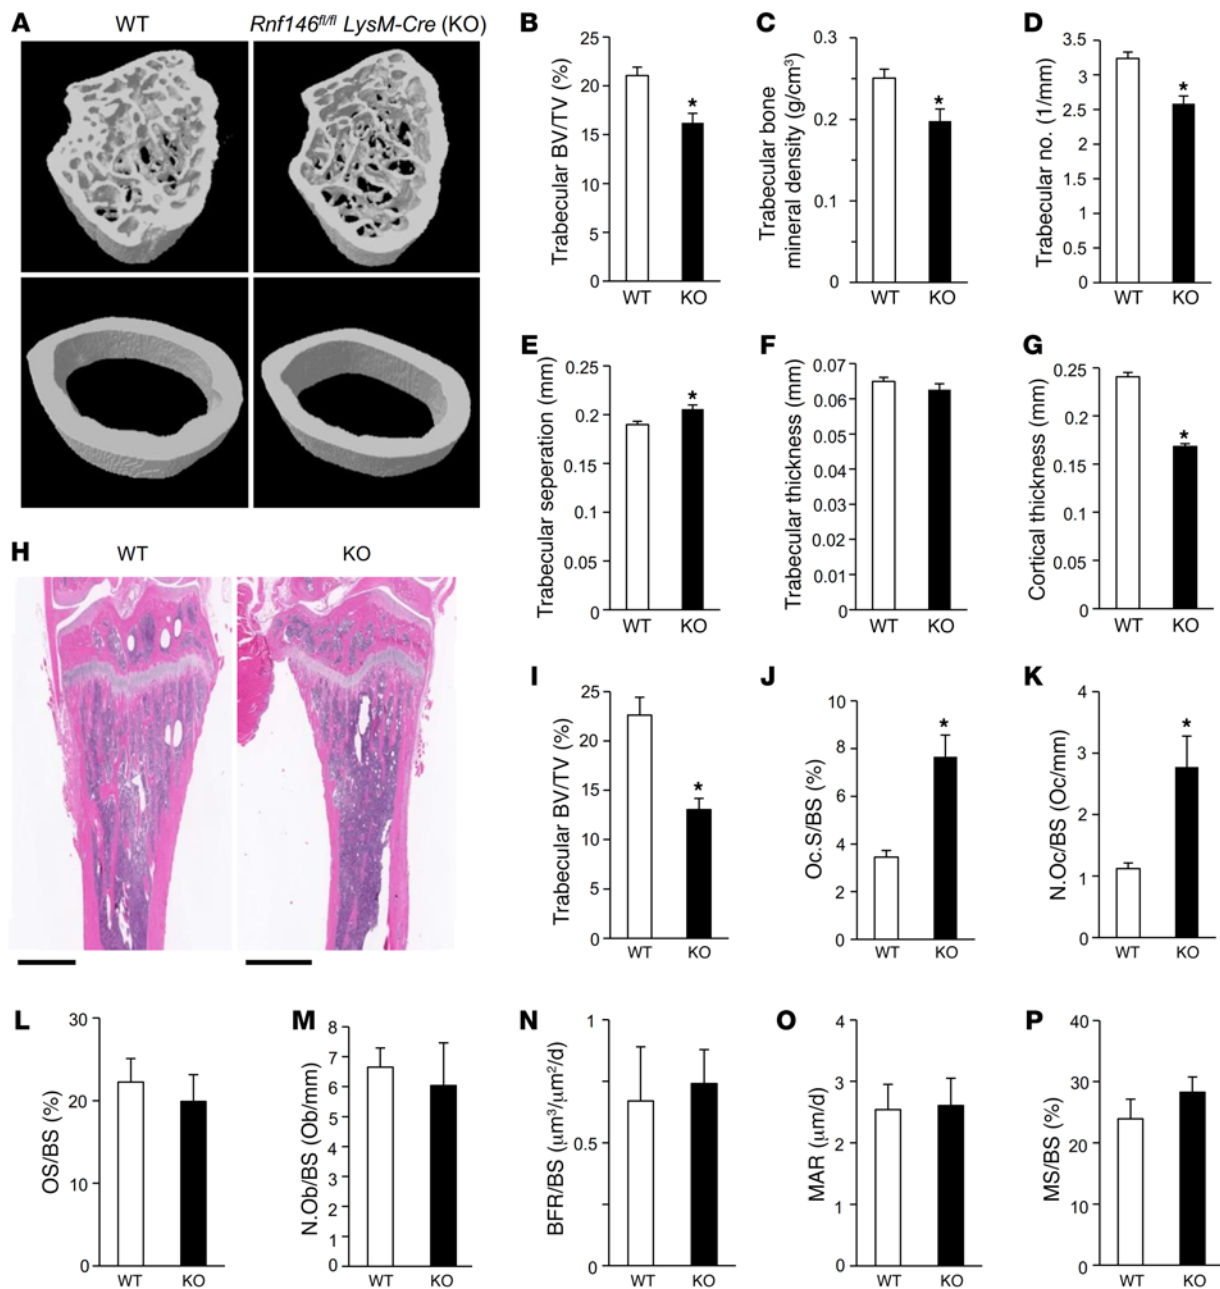 A WT Rnf146fl/fl LysM-Cre (KO)
B
Trabecular BV/TV (%)
25
20
15
10
5
0
*
WT KO
C
Trabecular bone
mineral density (g/cm³)
0.3
0.2
0.1
0
*
WT KO
D
Trabecular no. (1/mm)
3.5
3
2.5
2
1.5
1
0.5
0
*
WT KO
E
Trabecular seperation (mm)
0.25
0.2
0.15
0.1
0.05
0
*
WT KO
F
Trabecular thickness (mm)
0.07
0.06
0.05
0.04
0.03
0.02
0.01
0
WT KO
G
Cortical thickness (mm)
0.25
0.2
0.15
0.1
0.05
0
*
WT KO
H WT KO
I
Trabecular BV/TV (%)
25
20
15
10
5
0
*
WT KO
J
Oc.S/BS (%)
10
8
6
4
2
0
*
WT KO
K
N.Oc/BS (Oc/mm)
4
3
2
1
0
*
WT KO
L
OS/BS (%)
30
20
10
0
WT KO
M
N.Ob/BS (Ob/mm)
8
7
6
5
4
3
2
1
0
WT KO
N
BFR/BS (μm³/μm²/d)
1
0.5
0
WT KO
O
MAR (μm/d)
4
3
2
1
0
WT KO
P
MS/BS (%)
40
30
20
10
0
WT KO